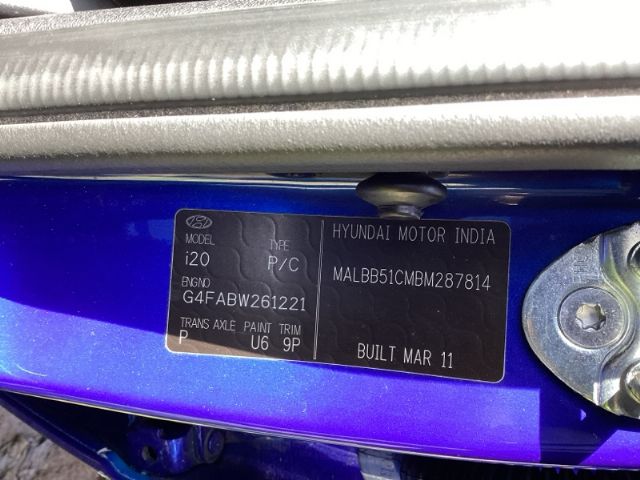 MODEL TYPE
i20 P/C
ENGNO
G4FABW261221
TRANS AXLE PAINT TRIM
P U6 9P
HYUNDAI MOTOR INDIA
MALBB51CMBM287814
BUILT MAR 11